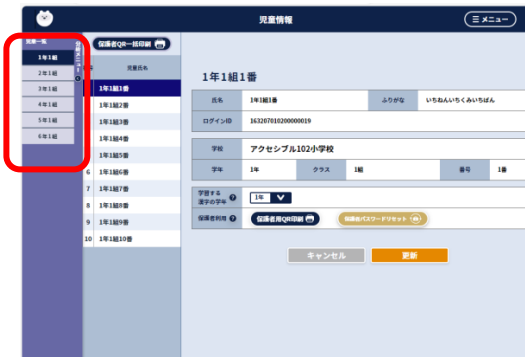 児童情報
メニュー
児童一覧
1年1組
2年1組
3年1組
4年1組
5年1組
6年1組
分類メニュー
保護者QR一括印刷
年
児童氏名
1年1組1番
1年1組2番
1年1組3番
1年1組4番
1年1組5番
6 1年1組6番
7 1年1組7番
8 1年1組8番
9 1年1組9番
10 1年1組10番
1年1組1番
氏名 1年1組1番 ふりがな いちねんいちくみいちばん
ログインID 163207010200000019
学校 アクセシブル102小学校
学年 1年 クラス 1組 番号 1番
学習する
漢字の学年 ? 1年
保護者利用 ? 保護者用QR印刷 保護者パスワードリセット
キャンセル 更新